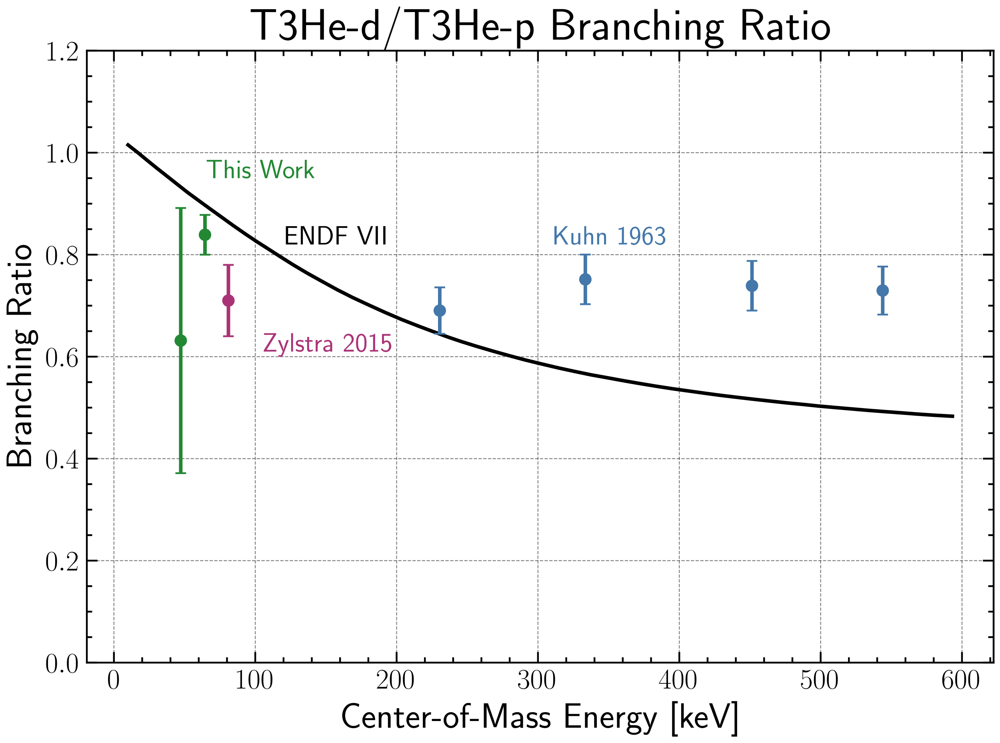 T3He-d/T3He-p Branching Ratio
1.2
1.0
0.8
0.6
0.4
0.2
0.0
Branching Ratio
This Work
ENDF VII
Kuhn 1963
Zylstra 2015
0 100 200 300 400 500 600
Center-of-Mass Energy [keV]